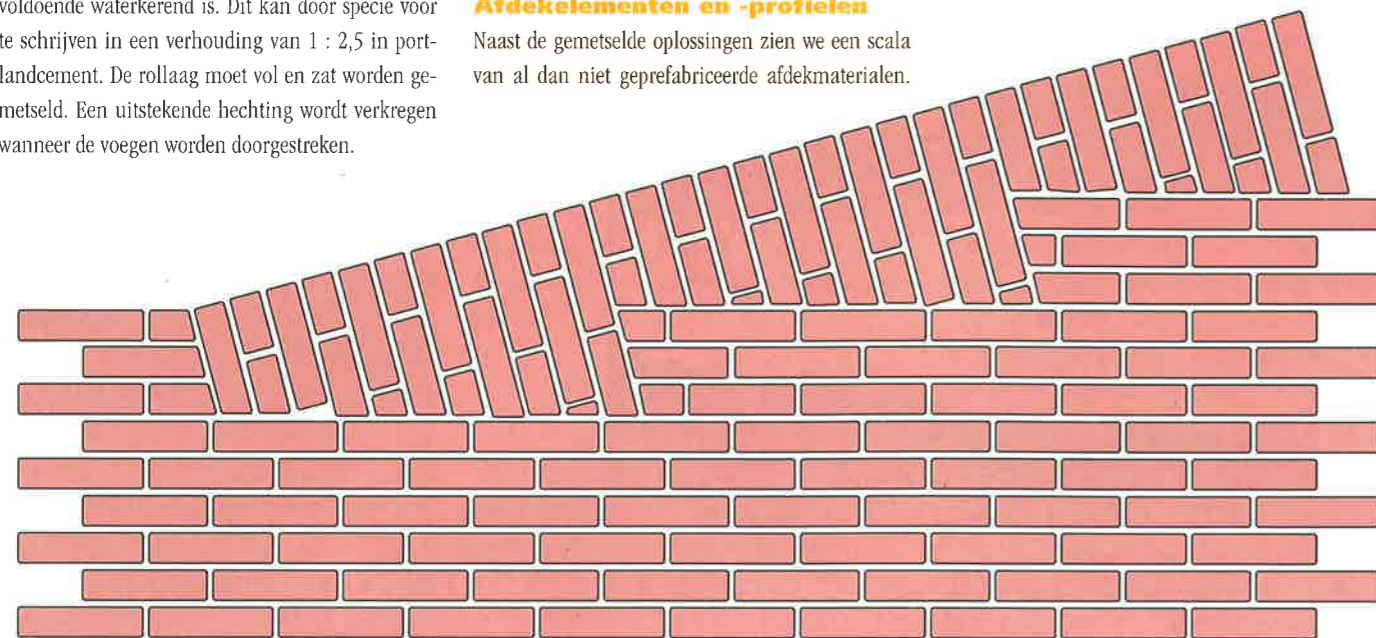 voldoende waterkerend is. Dit kan door specie voor
te schrijven in een verhouding van 1 : 2,5 in port-
landcement. De rollaag moet vol en zat worden ge-
metseld. Een uitstekende hechting wordt verkregen
wanneer de voegen worden doorgestreken.
Afdekelementen en -profielen
Naast de gemetselde oplossingen zien we een scala
van al dan niet geprefabriceerde afdekmaterialen.